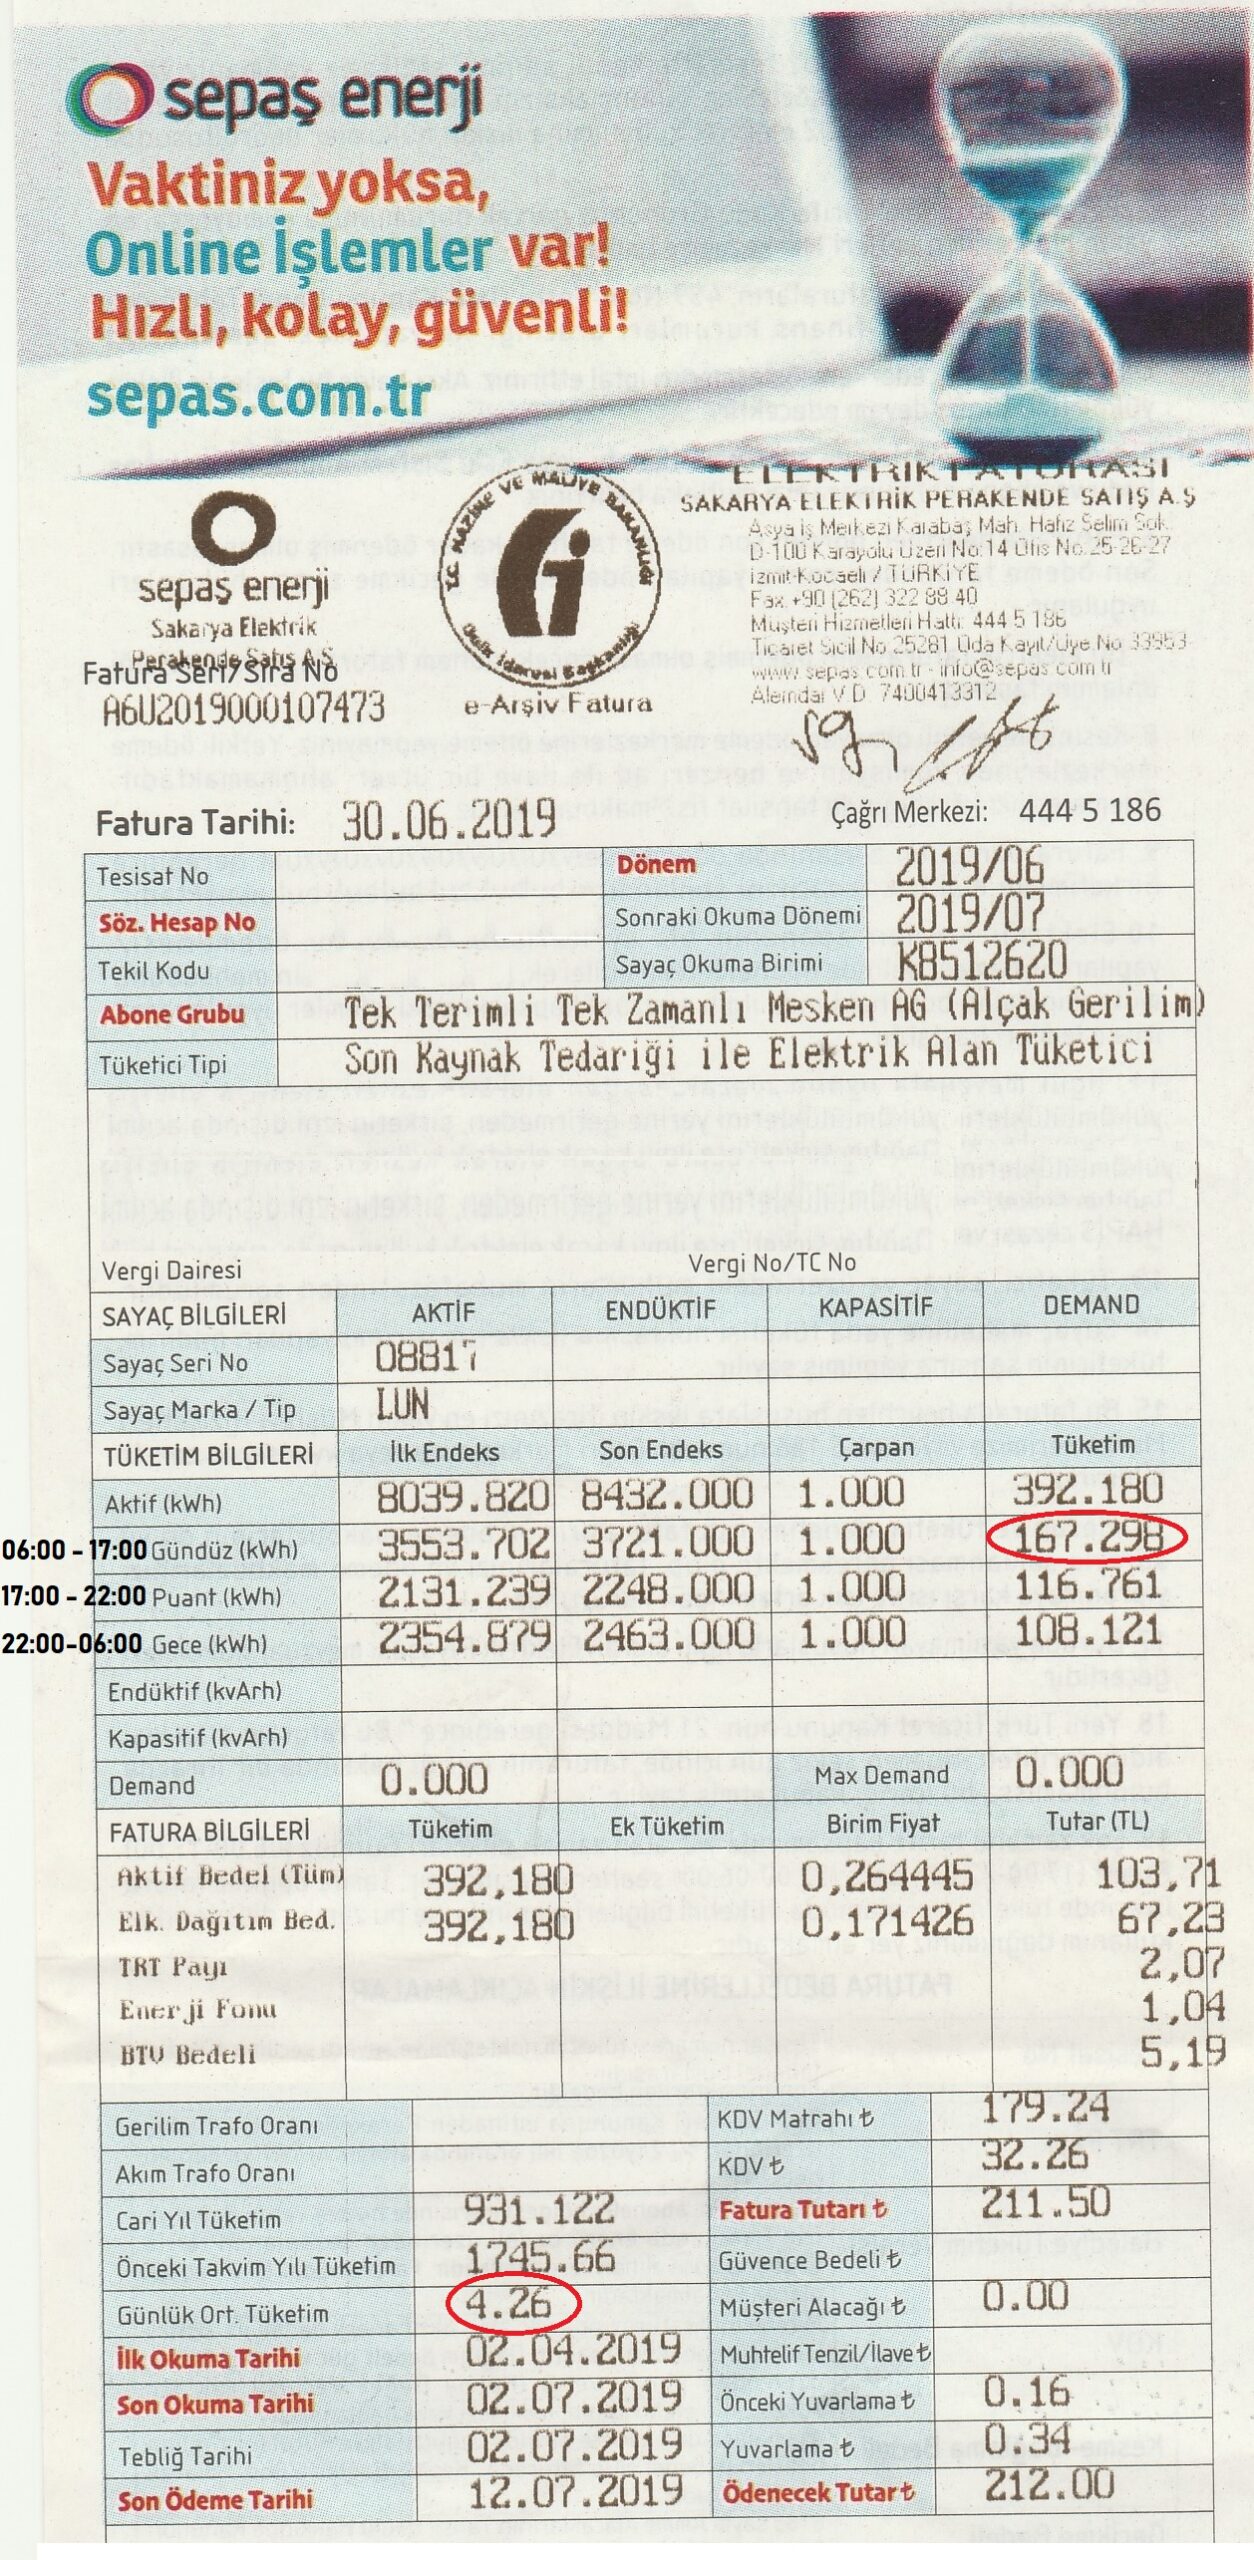 sepaş enerji
Vaktiniz yoksa,
Online İşlemler var!
Hızlı, kolay, güvenli!
sepas.com.tr
ELEKTRİK FATURASI
SAKARYA ELEKTRİK PERAKENDE SATIŞ A.Ş
Asya İş Merkezi Karabaş Mah. Hafız Selim Sok.
D-100 Karayolu Üzeri No:14 Ofis No:25-26-27
İzmit-Kocaeli / TÜRKİYE
Fax:+90 (262) 322 88 40
Müşteri Hizmetleri Hattı: 444 5 186
Ticaret Sicil No:25281 Oda Kayıt/Üye No 33953
www.sepas.com.tr - info@sepas.com.tr
Alemdar V.D. 7400413312
T.C. HAZİNE VE MALİYE BAKANLIĞI
Gelir İdaresi Başkanlığı
e-Arşiv Fatura
sepaş enerji
Sakarya Elektrik
Perakende Satış A.Ş
Fatura Seri/Sıra No
A6U2019000107473
Fatura Tarihi: 30.06.2019
Çağrı Merkezi: 444 5 186
Tesisat No Dönem 2019/06
Söz. Hesap No Sonraki Okuma Dönemi 2019/07
Tekil Kodu Sayaç Okuma Birimi KB512620
Abone Grubu Tek Terimli Tek Zamanlı Mesken AG (Alçak Gerilim)
Tüketici Tipi Son Kaynak Tedariği ile Elektrik Alan Tüketici
Vergi Dairesi Vergi No/TC No
SAYAÇ BİLGİLERİ AKTİF ENDÜKTİF KAPASİTİF DEMAND
Sayaç Seri No 08817
Sayaç Marka / Tip LUN
TÜKETİM BİLGİLERİ İlk Endeks Son Endeks Çarpan Tüketim
Aktif (kWh) 8039.820 8432.000 1.000 392.180
06:00 - 17:00 Gündüz (kWh) 3553.702 3721.000 1.000 167.298
17:00 - 22:00 Puant (kWh) 2131.239 2248.000 1.000 116.761
22:00-06:00 Gece (kWh) 2354.879 2463.000 1.000 108.121
Endüktif (kvArh)
Kapasitif (kvArh)
Demand 0.000 Max Demand 0.000
FATURA BİLGİLERİ Tüketim Ek Tüketim Birim Fiyat Tutar (TL)
Aktif Bedel (Tüm) 392,180 0,264445 103,71
Elk. Dağıtım Bed. 392,180 0,171426 67,23
TRT Payı 2,07
Enerji Fonu 1,04
BTV Bedeli 5,19
Gerilim Trafo Oranı KDV Matrahı ₺ 179.24
Akım Trafo Oranı KDV ₺ 32.26
Cari Yıl Tüketim 931.122 Fatura Tutarı ₺ 211.50
Önceki Takvim Yılı Tüketim 1745.66 Güvence Bedeli ₺
Günlük Ort. Tüketim 4.26 Müşteri Alacağı ₺ 0.00
İlk Okuma Tarihi 02.04.2019 Muhtelif Tenzil/İlave ₺
Son Okuma Tarihi 02.07.2019 Önceki Yuvarlama ₺ 0.16
Tebliğ Tarihi 02.07.2019 Yuvarlama ₺ 0.34
Son Ödeme Tarihi 12.07.2019 Ödenecek Tutar ₺ 212.00